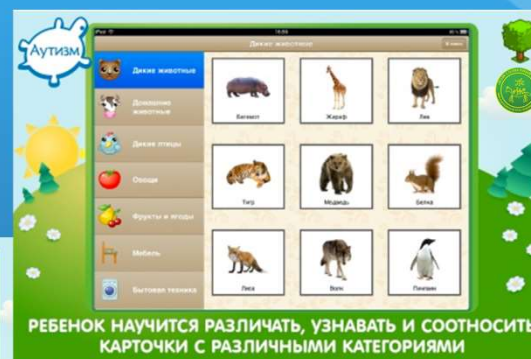 Аутизм
iPad
Дикие животные
Дикие животные
Домашние
животные
Дикие птицы
Овощи
Фрукты и ягоды
Мебель
Бытовая техника
Бегемот
Жираф
Лев
Тигр
Медведь
Белка
Лиса
Волк
Пингвин
РЕБЕНОК НАУЧИТСЯ РАЗЛИЧАТЬ, УЗНАВАТЬ И СООТНОСИТЬ
КАРТОЧКИ С РАЗЛИЧНЫМИ КАТЕГОРИЯМИ